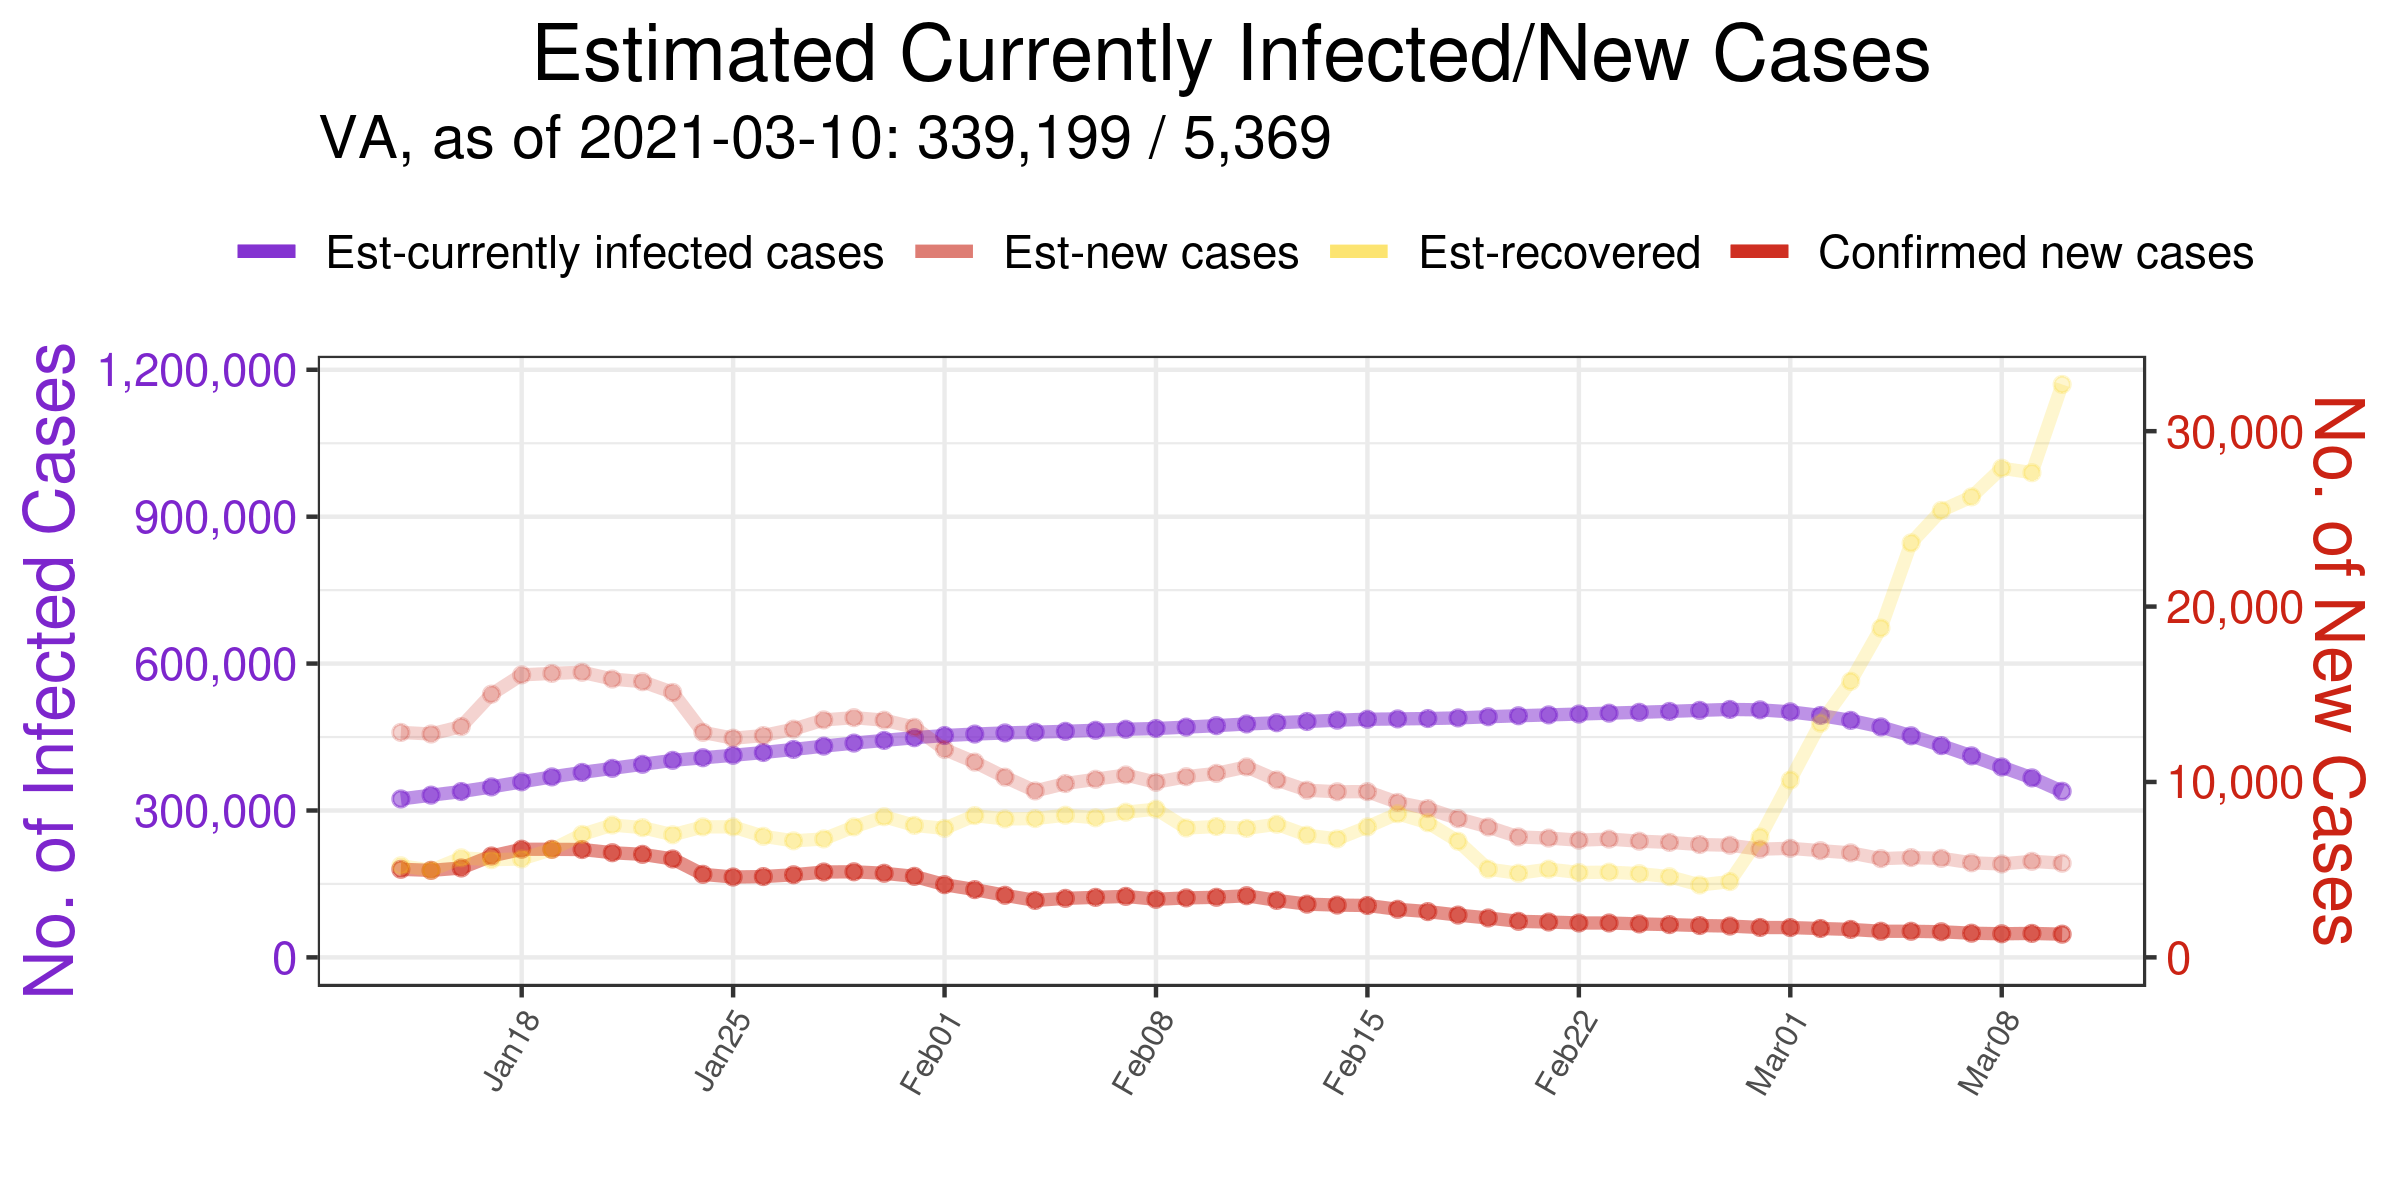 Estimated Currently Infected/New Cases
VA, as of 2021-03-10: 339,199 / 5,369
Est-currently infected cases Est-new cases Est-recovered Confirmed new cases
No. of Infected Cases
1,200,000
900,000
600,000
300,000
0
30,000
20,000
10,000
0
No. of New Cases
Jan18 Jan25 Feb01 Feb08 Feb15 Feb22 Mar01 Mar08